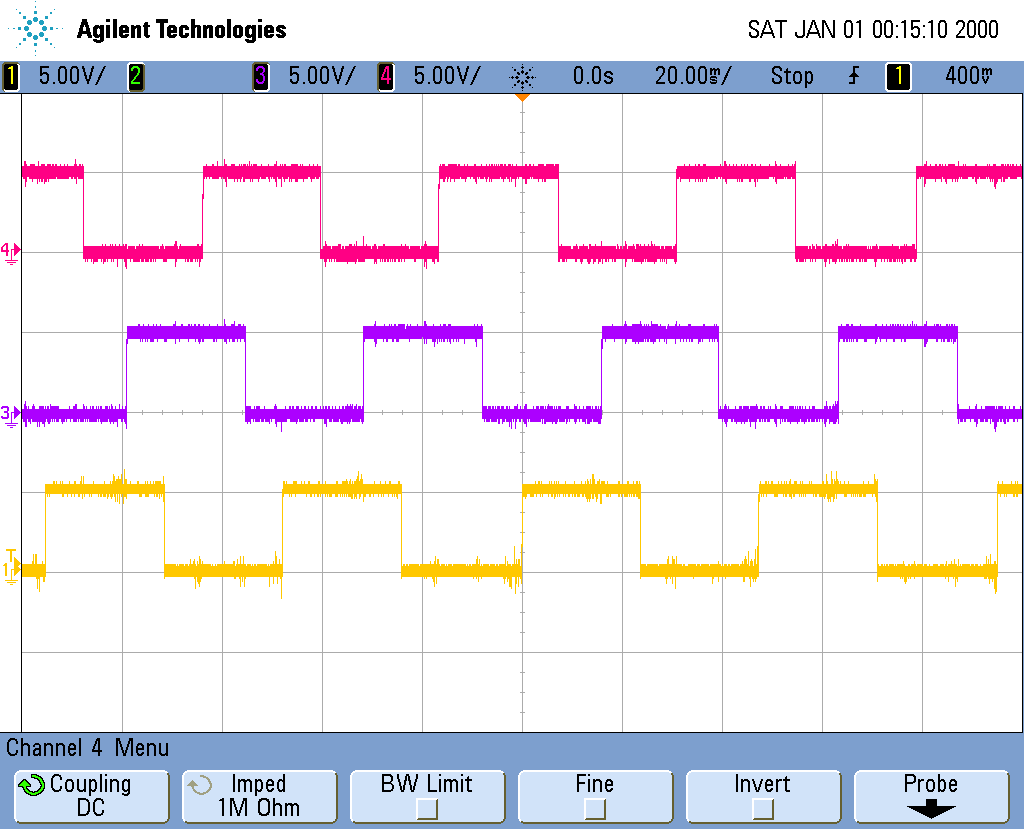 Agilent Technologies SAT JAN 01 00:15:10 2000
1 5.00V/ 2 3 5.00V/ 4 5.00V/ 0.0s 20.00ms/ Stop 1 400mV
4
3
T
1
Channel 4 Menu
Coupling Imped BW Limit Fine Invert Probe
DC 1M Ohm